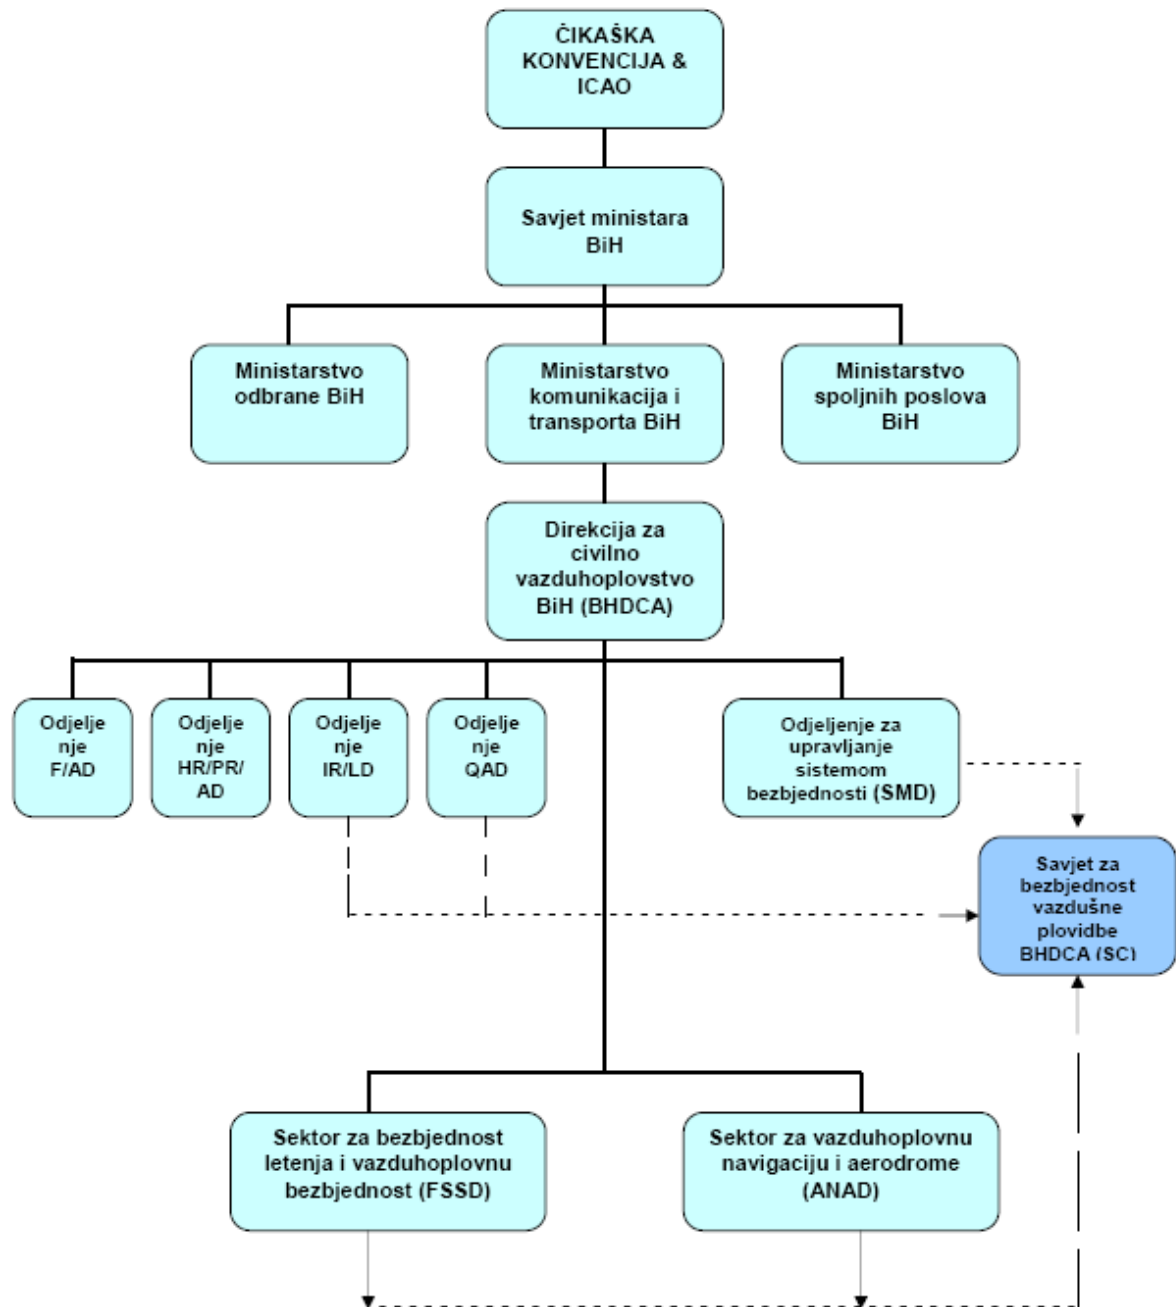 ČIKAŠKA
KONVENCIJA &
ICAO
Savjet ministara
BiH
Ministarstvo
odbrane BiH
Ministarstvo
komunikacija i
transporta BiH
Ministarstvo
spoljnih poslova
BiH
Direkcija za
civilno
vazduhoplovstvo
BiH (BHDCA)
Odjelje
nje
F/AD
Odjelje
nje
HR/PR/
AD
Odjelje
nje
IR/LD
Odjelje
nje
QAD
Odjeljenje za
upravljanje
sistemom
bezbjednosti (SMD)
Savjet za
bezbjednost
vazdušne
plovidbe
BHDCA (SC)
Sektor za bezbjednost
letenja i vazduhoplovnu
bezbjednost (FSSD)
Sektor za vazduhoplovnu
navigaciju i aerodrome
(ANAD)